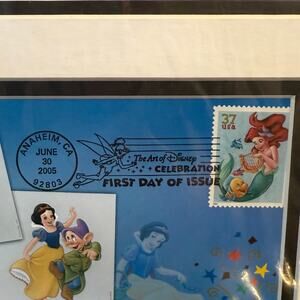 ANAHEIM, CA
JUNE
30
2005
92803
The Art of Disney
CELEBRATION
FIRST DAY OF ISSUE
37
USA